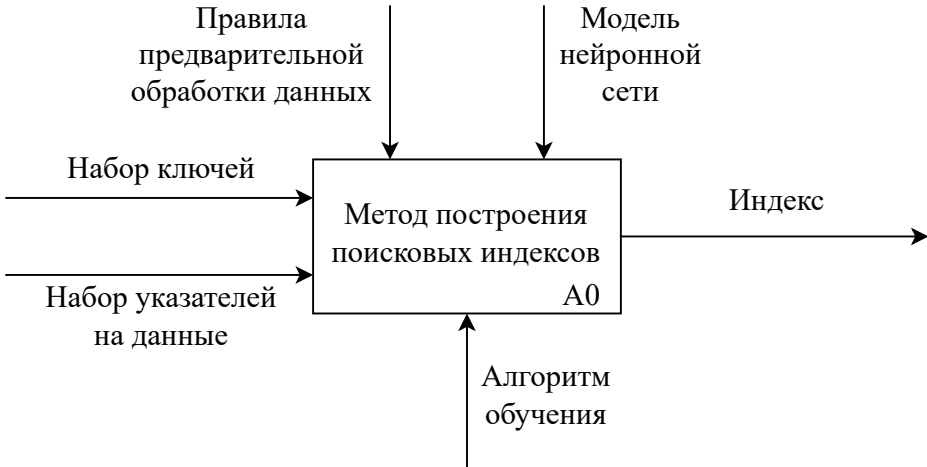 Правила
предварительной
обработки данных
Модель
нейронной
сети
Набор ключей
Метод построения
поисковых индексов
A0
Индекс
Набор указателей
на данные
Алгоритм
обучения